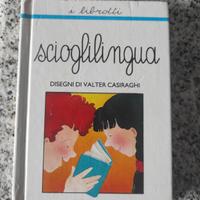 i librotti
scioglilingua
DISEGNI DI VALTER CASIRAGHI